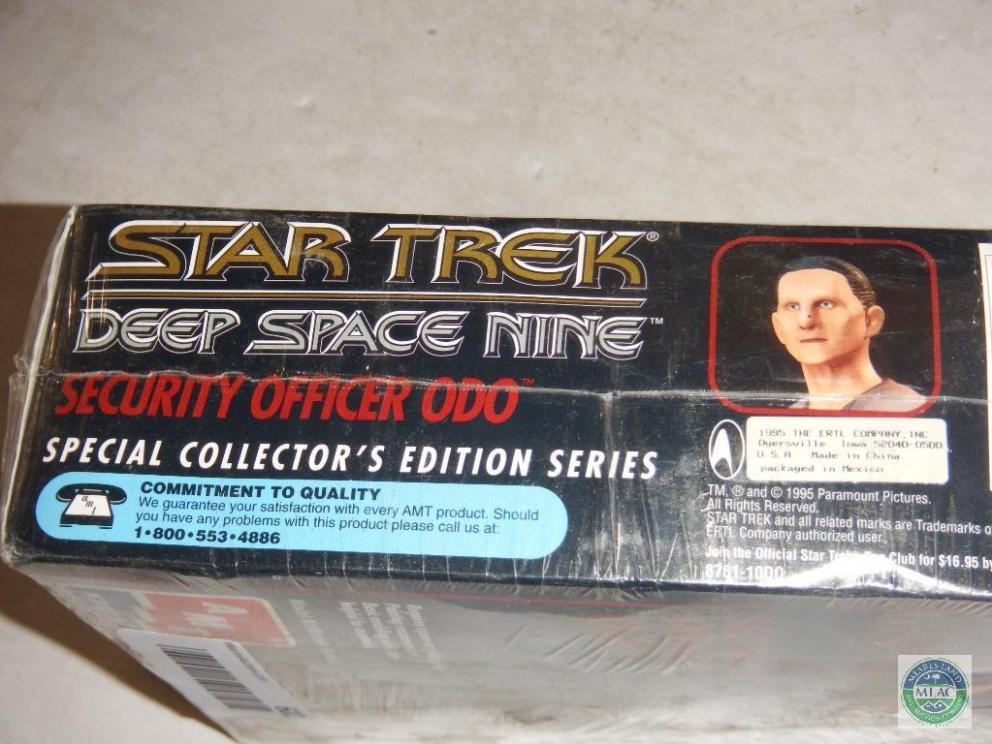 STAR TREK®
DEEP SPACE NINE™
SECURITY OFFICER ODO™
SPECIAL COLLECTOR'S EDITION SERIES
COMMITMENT TO QUALITY
We guarantee your satisfaction with every AMT product. Should
you have any problems with this product please call us at:
1•800•553•4886
1995 THE ERTL COMPANY, INC
Dyersville Iowa 52040-0500
U.S.A Made in China
packaged in Mexico
TM, ® and © 1995 Paramount Pictures.
All Rights Reserved.
STAR TREK and all related marks are Trademarks o
ERTL Company authorized user.
Join the Official Star Trek Fan Club for $16.95 by
8761-10DO
MLAC